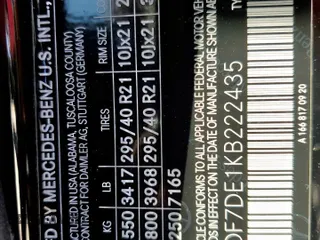 D BY MERCEDES-BENZ U.S. INTL.,
CTURED IN USA (ALABAMA, TUSCALOOSA COUNTY)
CONTRACT FOR DAIMLER AG, STUTTGART (GERMANY)
KG LB TIRES RIM SIZE
550 3417 295/40 R21 10Jx21
800 3968 295/40 R21 10Jx21
250 7165
CLE CONFORMS TO ALL APPLICABLE FEDERAL MOTOR VEH
DS IN EFFECT ON THE DATE OF MANUFACTURE SHOWN
DF7DE1KB222435
A 166 817 09 20